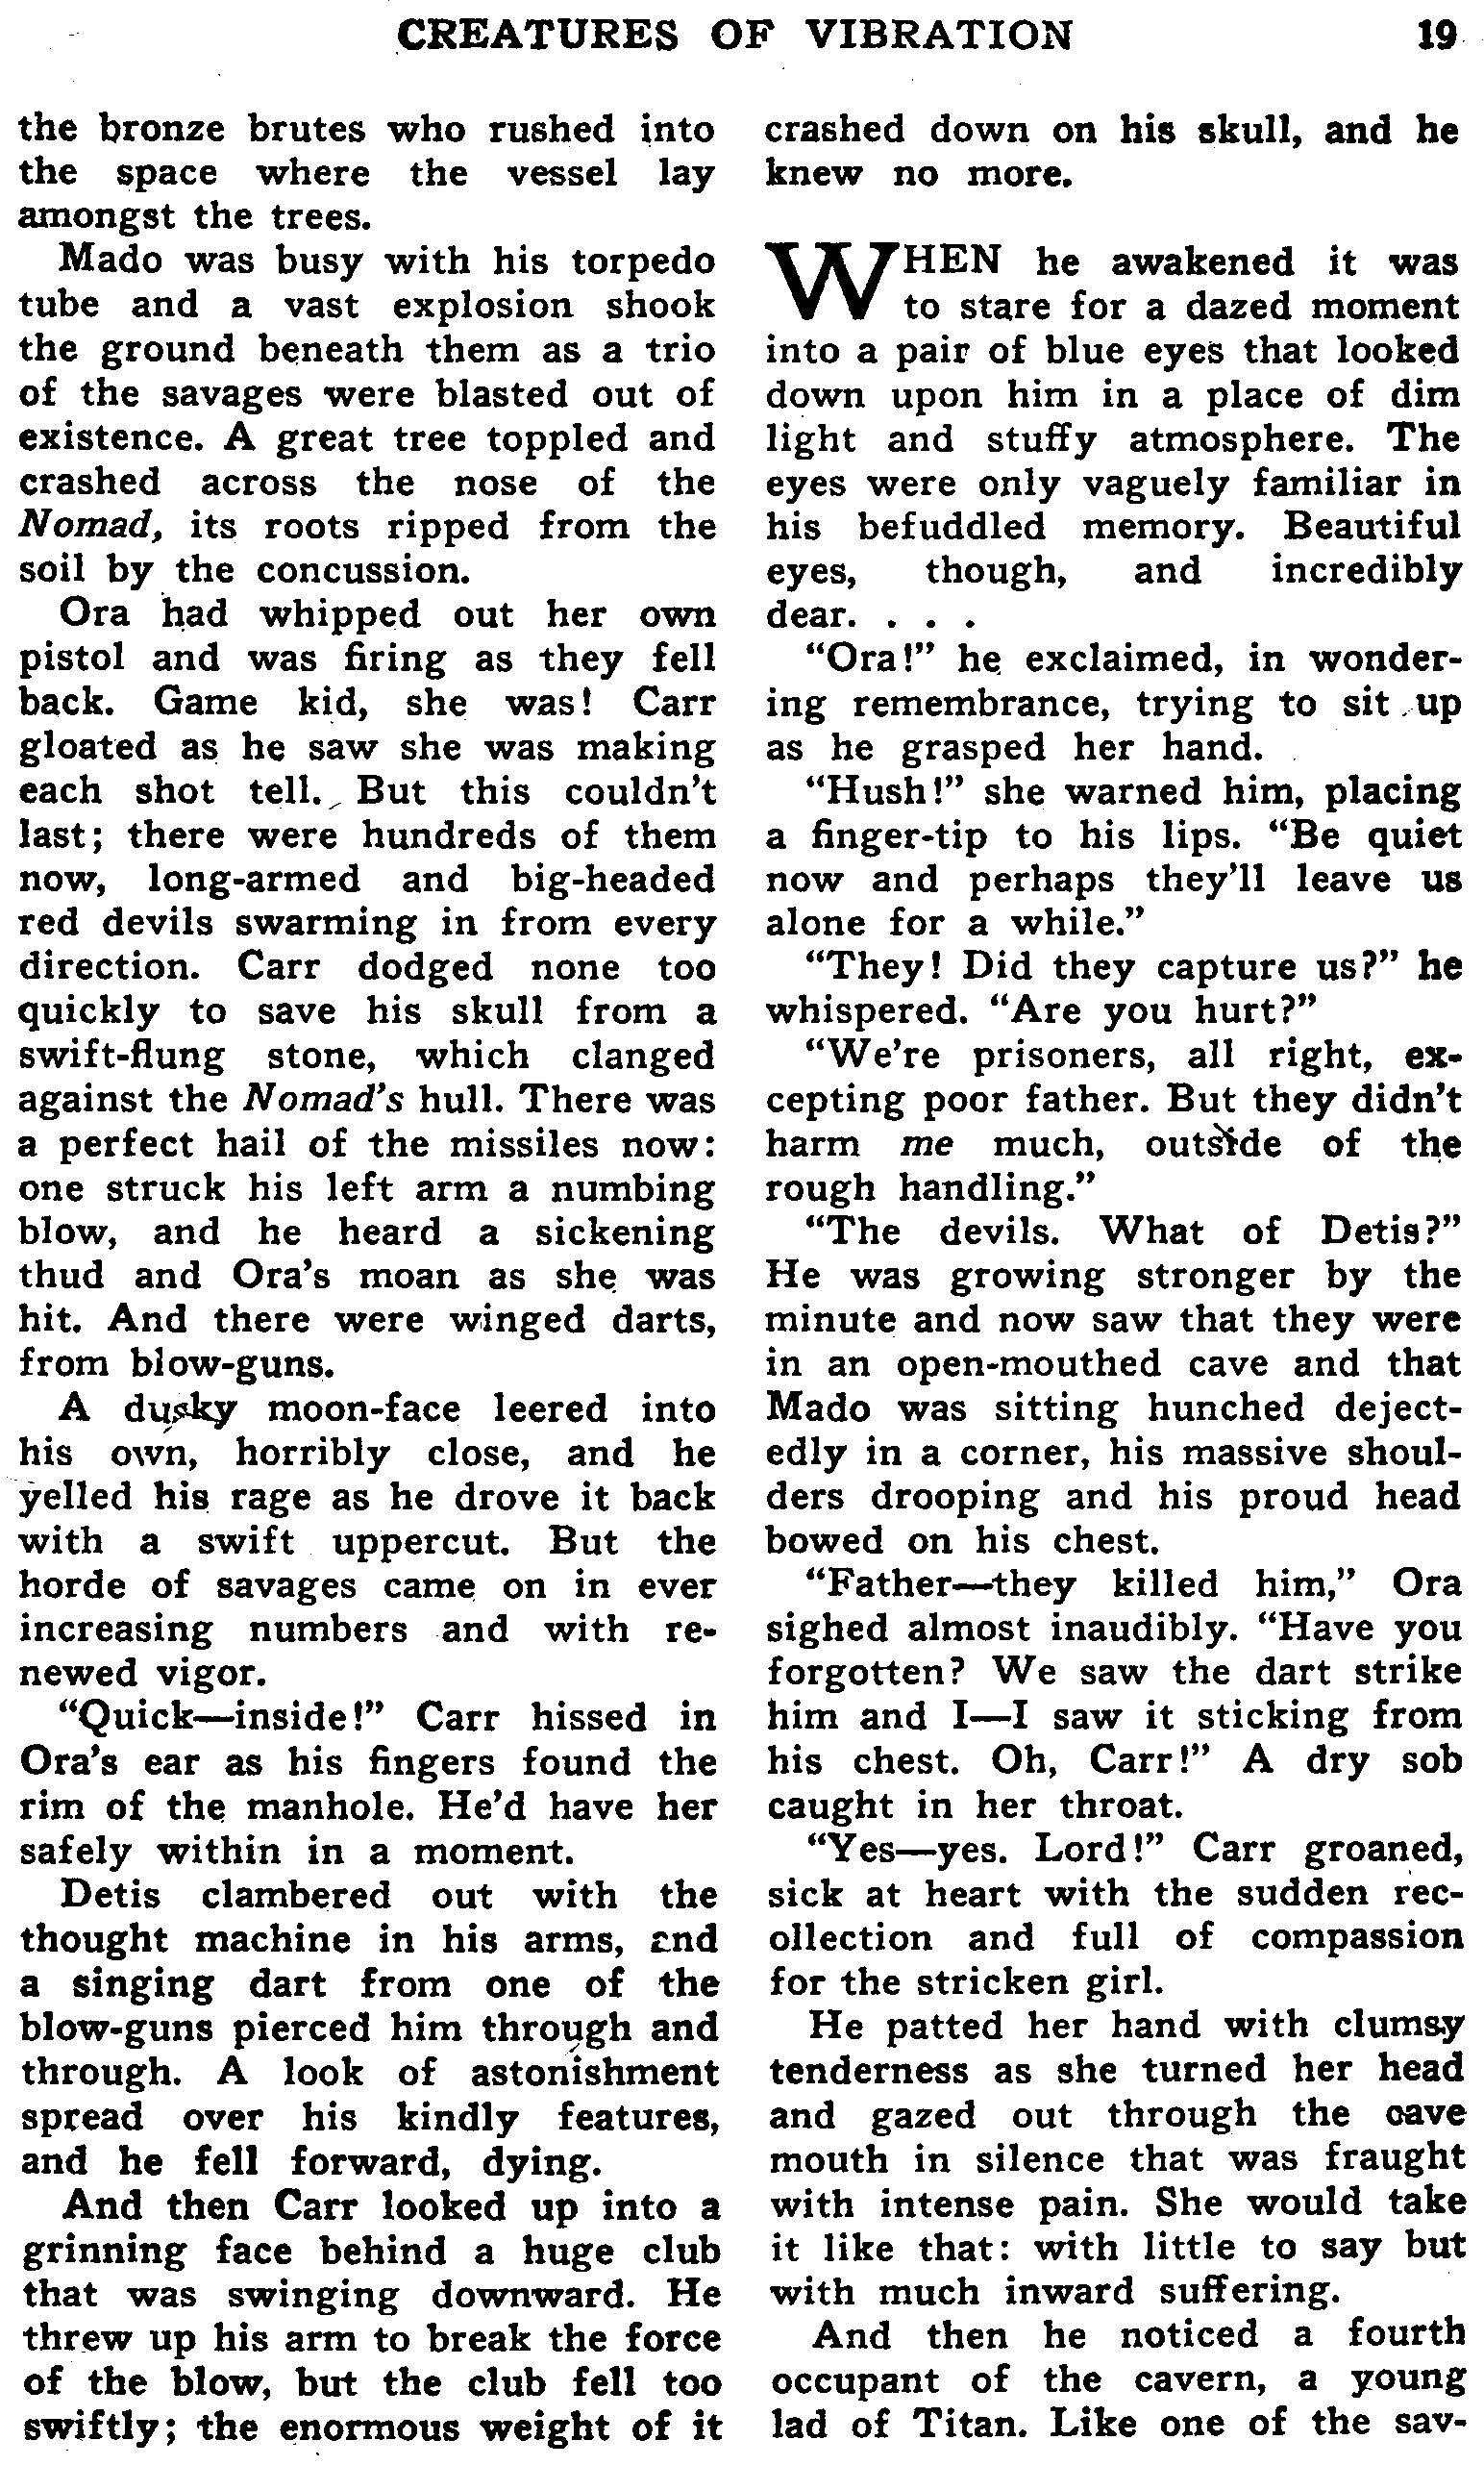 CREATURES OF VIBRATION 19
the bronze brutes who rushed into
the space where the vessel lay
amongst the trees.
Mado was busy with his torpedo
tube and a vast explosion shook
the ground beneath them as a trio
of the savages were blasted out of
existence. A great tree toppled and
crashed across the nose of the
Nomad, its roots ripped from the
soil by the concussion.
Ora had whipped out her own
pistol and was firing as they fell
back. Game kid, she was! Carr
gloated as he saw she was making
each shot tell. But this couldn't
last; there were hundreds of them
now, long-armed and big-headed
red devils swarming in from every
direction. Carr dodged none too
quickly to save his skull from a
swift-flung stone, which clanged
against the Nomad's hull. There was
a perfect hail of the missiles now:
one struck his left arm a numbing
blow, and he heard a sickening
thud and Ora's moan as she was
hit. And there were winged darts,
from blow-guns.
A dusky moon-face leered into
his own, horribly close, and he
yelled his rage as he drove it back
with a swift uppercut. But the
horde of savages came on in ever
increasing numbers and with re-
newed vigor.
"Quick—inside!" Carr hissed in
Ora's ear as his fingers found the
rim of the manhole. He'd have her
safely within in a moment.
Detis clambered out with the
thought machine in his arms, and
a singing dart from one of the
blow-guns pierced him through and
through. A look of astonishment
spread over his kindly features,
and he fell forward, dying.
And then Carr looked up into a
grinning face behind a huge club
that was swinging downward. He
threw up his arm to break the force
of the blow, but the club fell too
swiftly; the enormous weight of it
crashed down on his skull, and he
knew no more.
WHEN he awakened it was
to stare for a dazed moment
into a pair of blue eyes that looked
down upon him in a place of dim
light and stuffy atmosphere. The
eyes were only vaguely familiar in
his befuddled memory. Beautiful
eyes, though, and incredibly
dear. . . .
"Ora!" he exclaimed, in wonder-
ing remembrance, trying to sit up
as he grasped her hand.
"Hush!" she warned him, placing
a finger-tip to his lips. "Be quiet
now and perhaps they'll leave us
alone for a while."
"They! Did they capture us?" he
whispered. "Are you hurt?"
"We're prisoners, all right, ex-
cepting poor father. But they didn't
harm me much, outside of the
rough handling."
"The devils. What of Detis?"
He was growing stronger by the
minute and now saw that they were
in an open-mouthed cave and that
Mado was sitting hunched deject-
edly in a corner, his massive shoul-
ders drooping and his proud head
bowed on his chest.
"Father—they killed him," Ora
sighed almost inaudibly. "Have you
forgotten? We saw the dart strike
him and I—I saw it sticking from
his chest. Oh, Carr!" A dry sob
caught in her throat.
"Yes—yes. Lord!" Carr groaned,
sick at heart with the sudden rec-
ollection and full of compassion
for the stricken girl.
He patted her hand with clumsy
tenderness as she turned her head
and gazed out through the cave
mouth in silence that was fraught
with intense pain. She would take
it like that: with little to say but
with much inward suffering.
And then he noticed a fourth
occupant of the cavern, a young
lad of Titan. Like one of the sav-